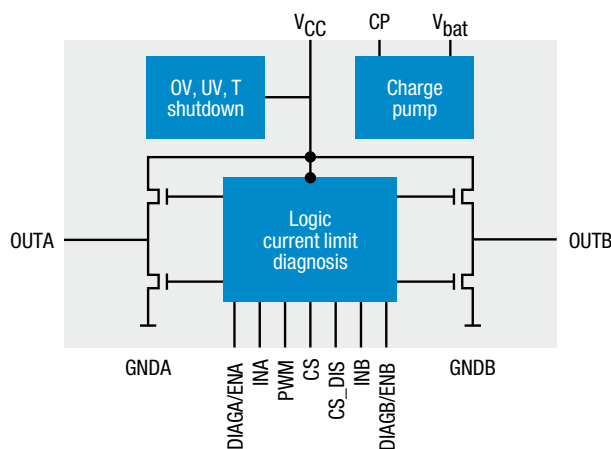 VCC
CP
Vbat
OV, UV, T
shutdown
Charge
pump
Logic
current limit
diagnosis
OUTA
OUTB
GNDA
GNDB
DIAGA/ENA
INA
PWM
CS
CS_DIS
INB
DIAGB/ENB